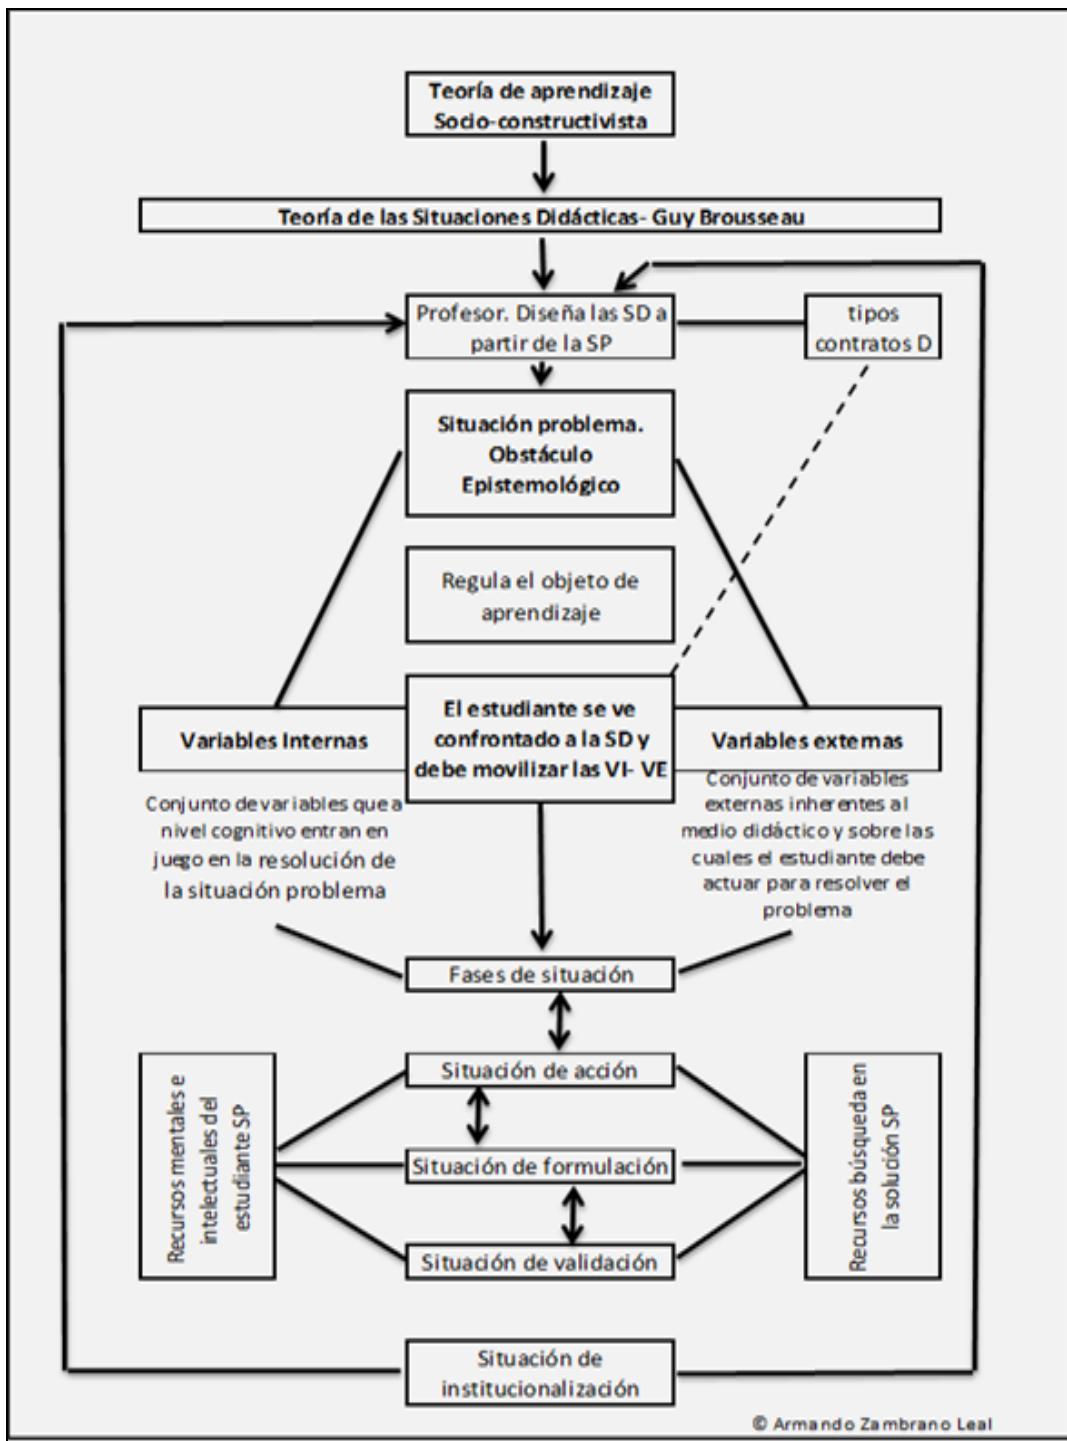 Teoría de aprendizaje
Socio-constructivista
Teoría de las Situaciones Didácticas- Guy Brousseau
Profesor. Diseña las SD a
partir de la SP
tipos
contratos D
Situación problema.
Obstáculo
Epistemológico
Regula el objeto de
aprendizaje
Variables Internas
El estudiante se ve
confrontado a la SD y
debe movilizar las VI- VE
Variables externas
Conjunto de variables que a
nivel cognitivo entran en
juego en la resolución de
la situación problema
Conjunto de variables
externas inherentes al
medio didáctico y sobre las
cuales el estudiante debe
actuar para resolver el
problema
Fases de situación
Recursos mentales e
intelectuales del
estudiante SP
Situación de acción
Situación de formulación
Situación de validación
Recursos búsqueda en
la solución SP
Situación de
institucionalización
© Armando Zambrano Leal